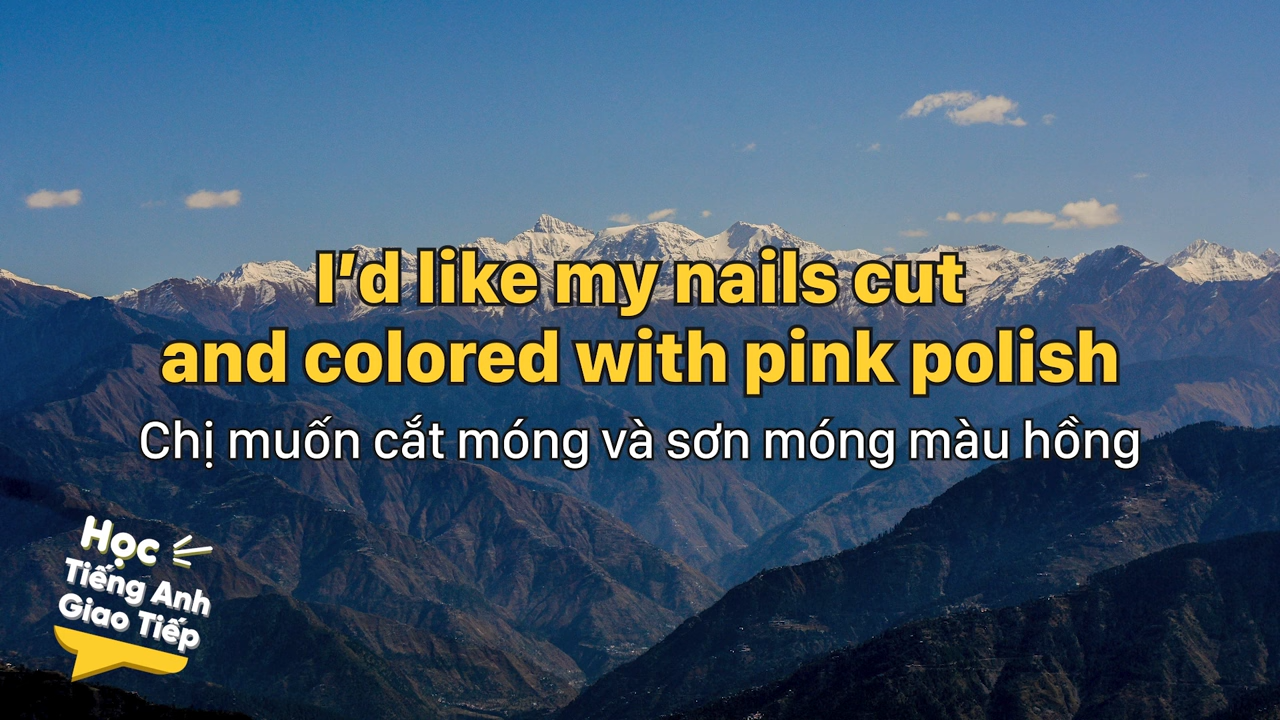 I’d like my nails cut
and colored with pink polish
Chị muốn cắt móng và sơn móng màu hồng
Học
Tiếng Anh
Giao Tiếp